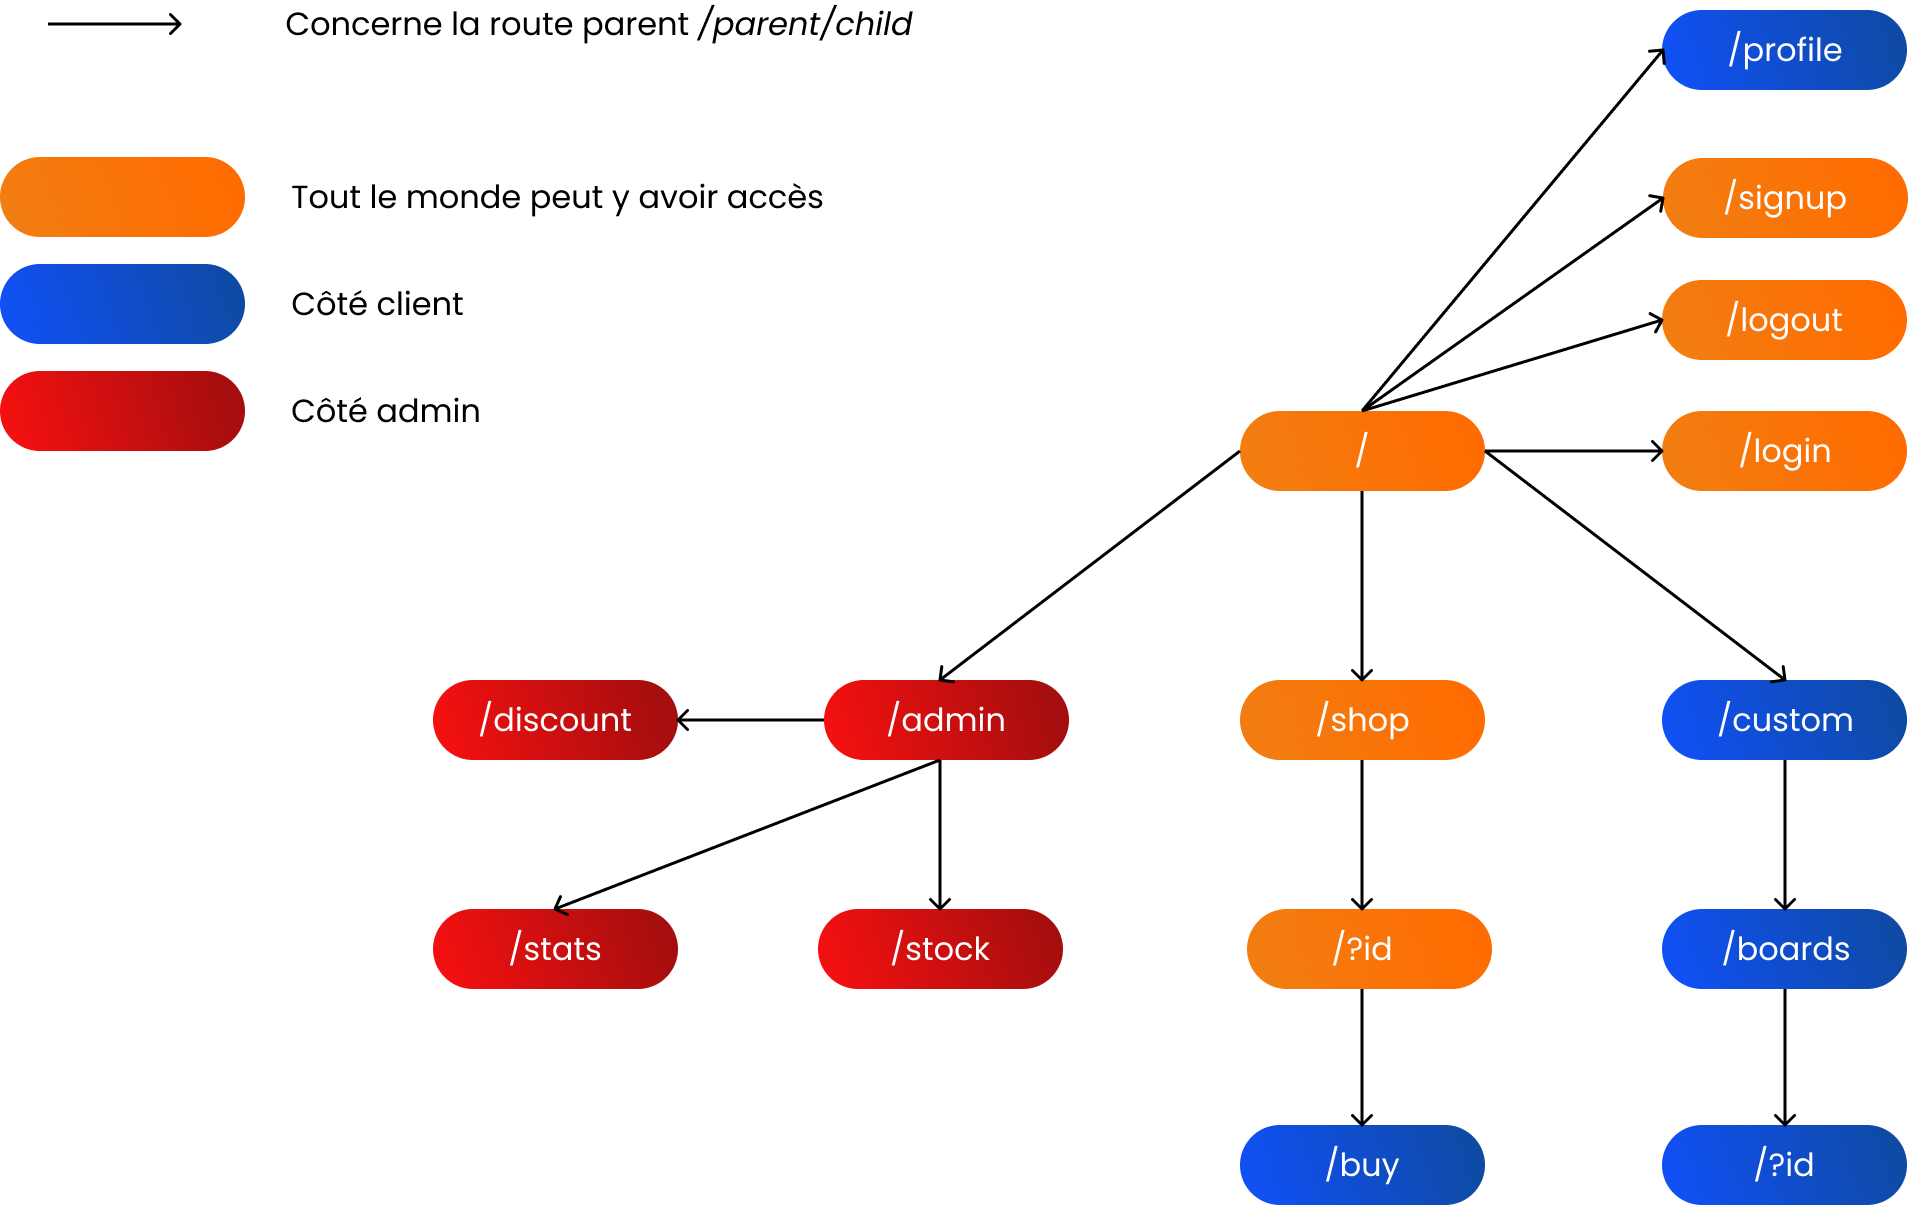 Concerne la route parent /parent/child
Tout le monde peut y avoir accès
Côté client
Côté admin
/profile
/signup
/logout
/
/login
/discount
/admin
/shop
/custom
/stats
/stock
/?id
/boards
/buy
/?id